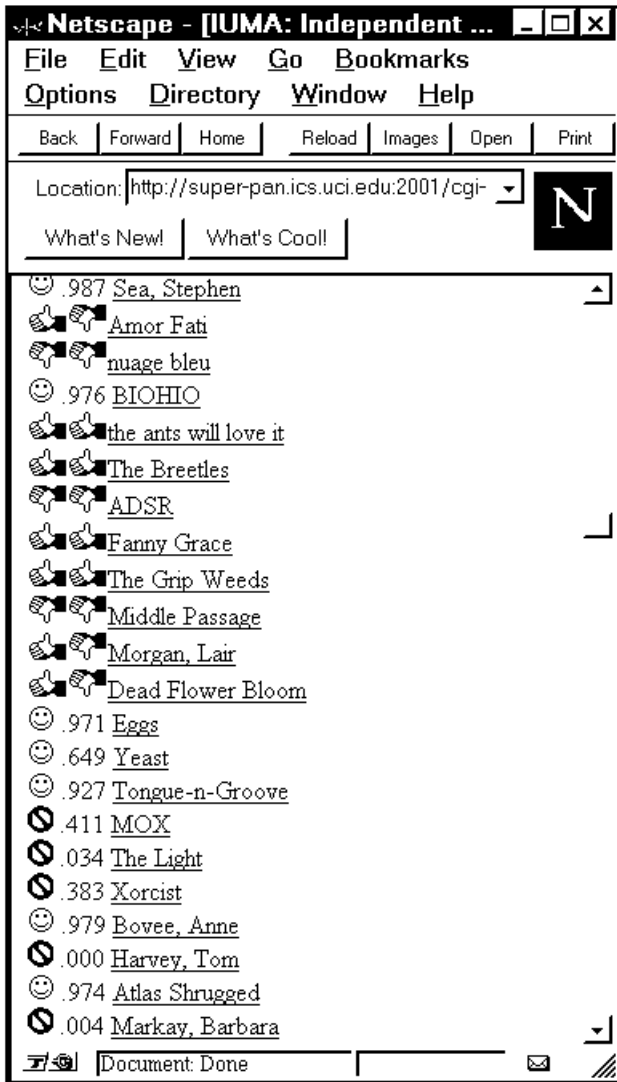 Netscape - [IUMA: Independent ...
File Edit View Go Bookmarks
Options Directory Window Help
Back Forward Home Reload Images Open Print
Location: http://super-pan.ics.uci.edu:2001/cgi-
N
What's New! What's Cool!
.987 Sea, Stephen
Amor Fati
nuage bleu
.976 BIOHIO
the ants will love it
The Breetles
ADSR
Fanny Grace
The Grip Weeds
Middle Passage
Morgan, Lair
Dead Flower Bloom
.971 Eggs
.649 Yeast
.927 Tongue-n-Groove
.411 MOX
.034 The Light
.383 Xorcist
.979 Bovee, Anne
.000 Harvey, Tom
.974 Atlas Shrugged
.004 Markay, Barbara
Document: Done